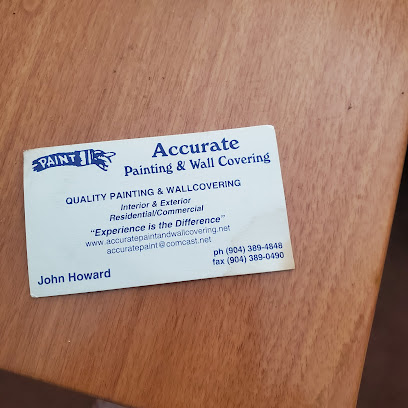 PAINT
Accurate
Painting & Wall Covering
QUALITY PAINTING & WALLCOVERING
Interior & Exterior
Residential/Commercial
"Experience is the Difference"
www.accuratepaintandwallcovering.net
accuratepaint@comcast.net
ph (904) 389-4848
fax (904) 389-0490
John Howard